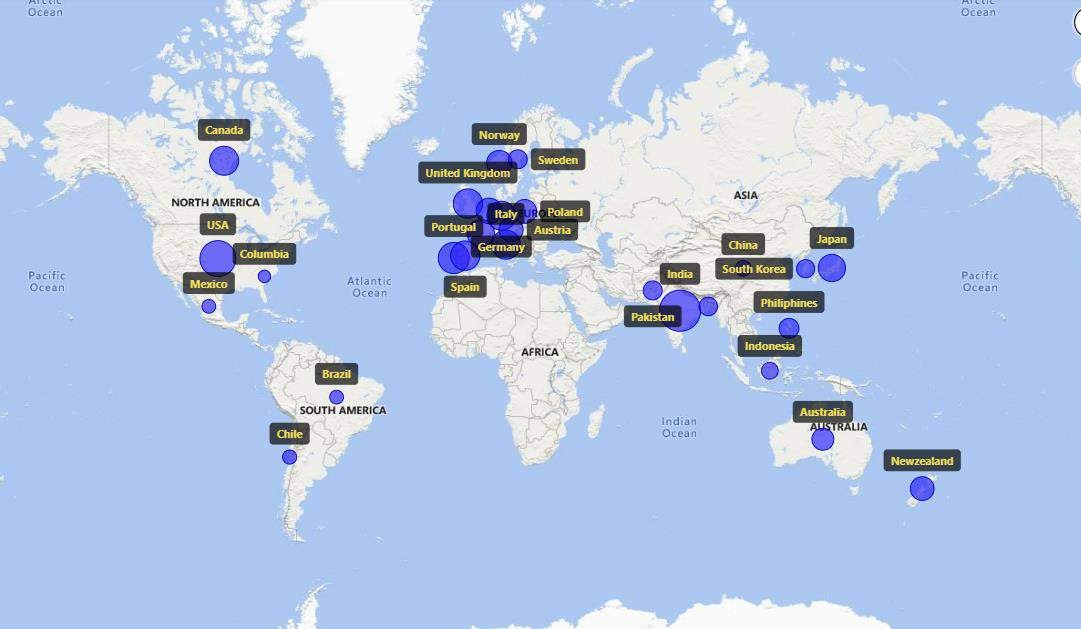 Arctic
Ocean
Arctic
Ocean
Canada
Norway
Sweden
United Kingdom
ASIA
NORTH AMERICA
USA
Italy
EUROPE
Poland
Portugal
Austria
Germany
Columbia
China
Japan
South Korea
India
Pacific
Ocean
Mexico
Atlantic
Ocean
Spain
Pacific
Ocean
Philiphines
Pakistan
Indonesia
AFRICA
Brazil
SOUTH AMERICA
Australia
AUSTRALIA
Indian
Ocean
Chile
Newzealand